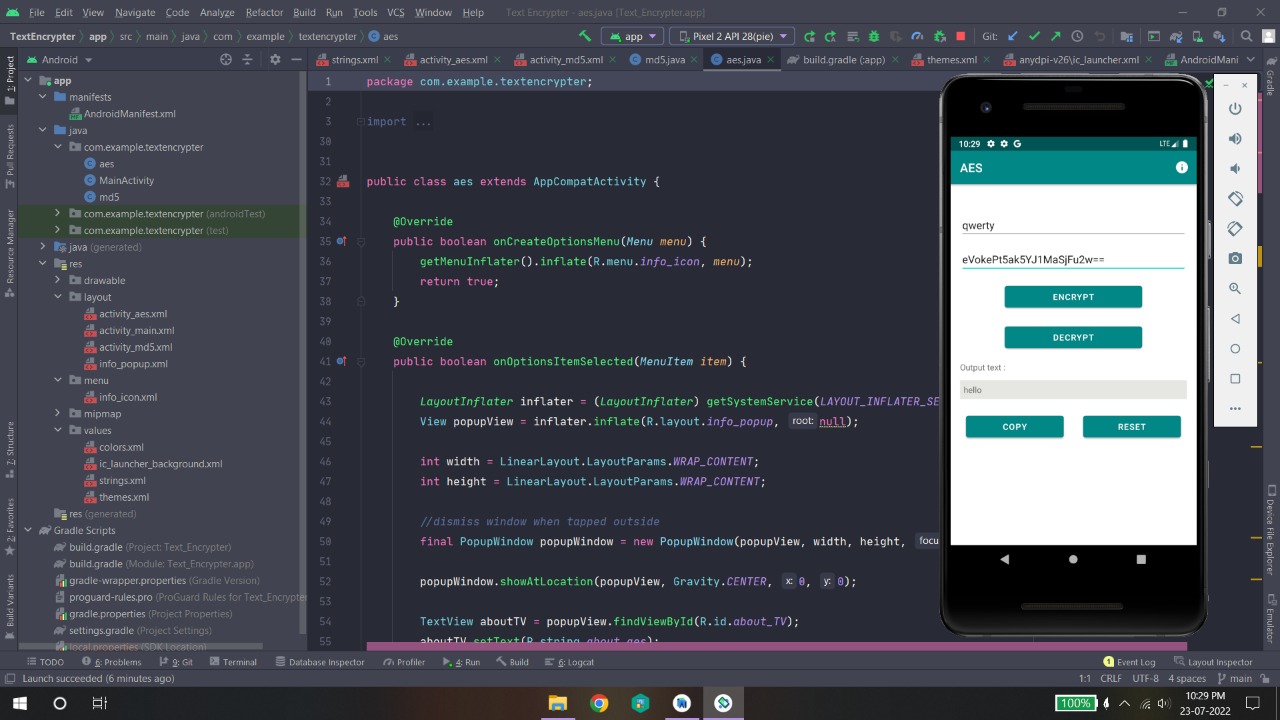 File Edit View Navigate Code Analyze Refactor Build Run Tools VCS Window Help Text Encrypter - aes.java [Text_Encrypter.app]
TextEncrypter app src main java com example textencrypter aes app Pixel 2 API 28(pie) Git:
Android strings.xml activity_aes.xml activity_md5.xml md5.java aes.java build.gradle (app) themes.xml anydpi-v26\ic_launcher.xml AndroidMani
1: Project
Pull Requests
Resource Manager
Z: Structure
2: Favorites
Build Variants
app
manifests
AndroidManifest.xml
java
com.example.textencrypter
aes
MainActivity
md5
com.example.textencrypter (androidTest)
com.example.textencrypter (test)
java (generated)
res
drawable
layout
activity_aes.xml
activity_main.xml
activity_md5.xml
info_popup.xml
menu
info_icon.xml
mipmap
values
colors.xml
ic_launcher_background.xml
strings.xml
themes.xml
res (generated)
Gradle Scripts
build.gradle (Project: Text_Encrypter)
build.gradle (Module: Text_Encrypter.app)
gradle-wrapper.properties (Gradle Version)
proguard-rules.pro (ProGuard Rules for Text_Encrypte
gradle.properties (Project Properties)
settings.gradle (Project Settings)
local.properties (SDK Location)
1 package com.example.textencrypter;
2
3 import ...
30
31
32 public class aes extends AppCompatActivity {
33
34 @Override
35 public boolean onCreateOptionsMenu(Menu menu) {
36 getMenuInflater().inflate(R.menu.info_icon, menu);
37 return true;
38 }
39
40 @Override
41 public boolean onOptionsItemSelected(MenuItem item) {
42
43 LayoutInflater inflater = (LayoutInflater) getSystemService(LAYOUT_INFLATER_SE
44 View popupView = inflater.inflate(R.layout.info_popup, root: null);
45
46 int width = LinearLayout.LayoutParams.WRAP_CONTENT;
47 int height = LinearLayout.LayoutParams.WRAP_CONTENT;
48
49 //dismiss window when tapped outside
50 final PopupWindow popupWindow = new PopupWindow(popupView, width, height, focu
51
52 popupWindow.showAtLocation(popupView, Gravity.CENTER, x: 0, y: 0);
53
54 TextView aboutTV = popupView.findViewById(R.id.about_TV);
55 aboutTV.setText(R.string.about_aes);
10:29 G LTE
AES
qwerty
eVokePt5ak5YJ1MaSjFu2w==
ENCRYPT
DECRYPT
Output text :
hello
COPY RESET
Gradle
Device File Explorer
Emulator
TODO 6: Problems 9: Git Terminal Database Inspector Profiler 4: Run Build 6: Logcat 1 Event Log Layout Inspector
Launch succeeded (6 minutes ago) 1:1 CRLF UTF-8 4 spaces main
100% 10:29 PM
23-07-2022